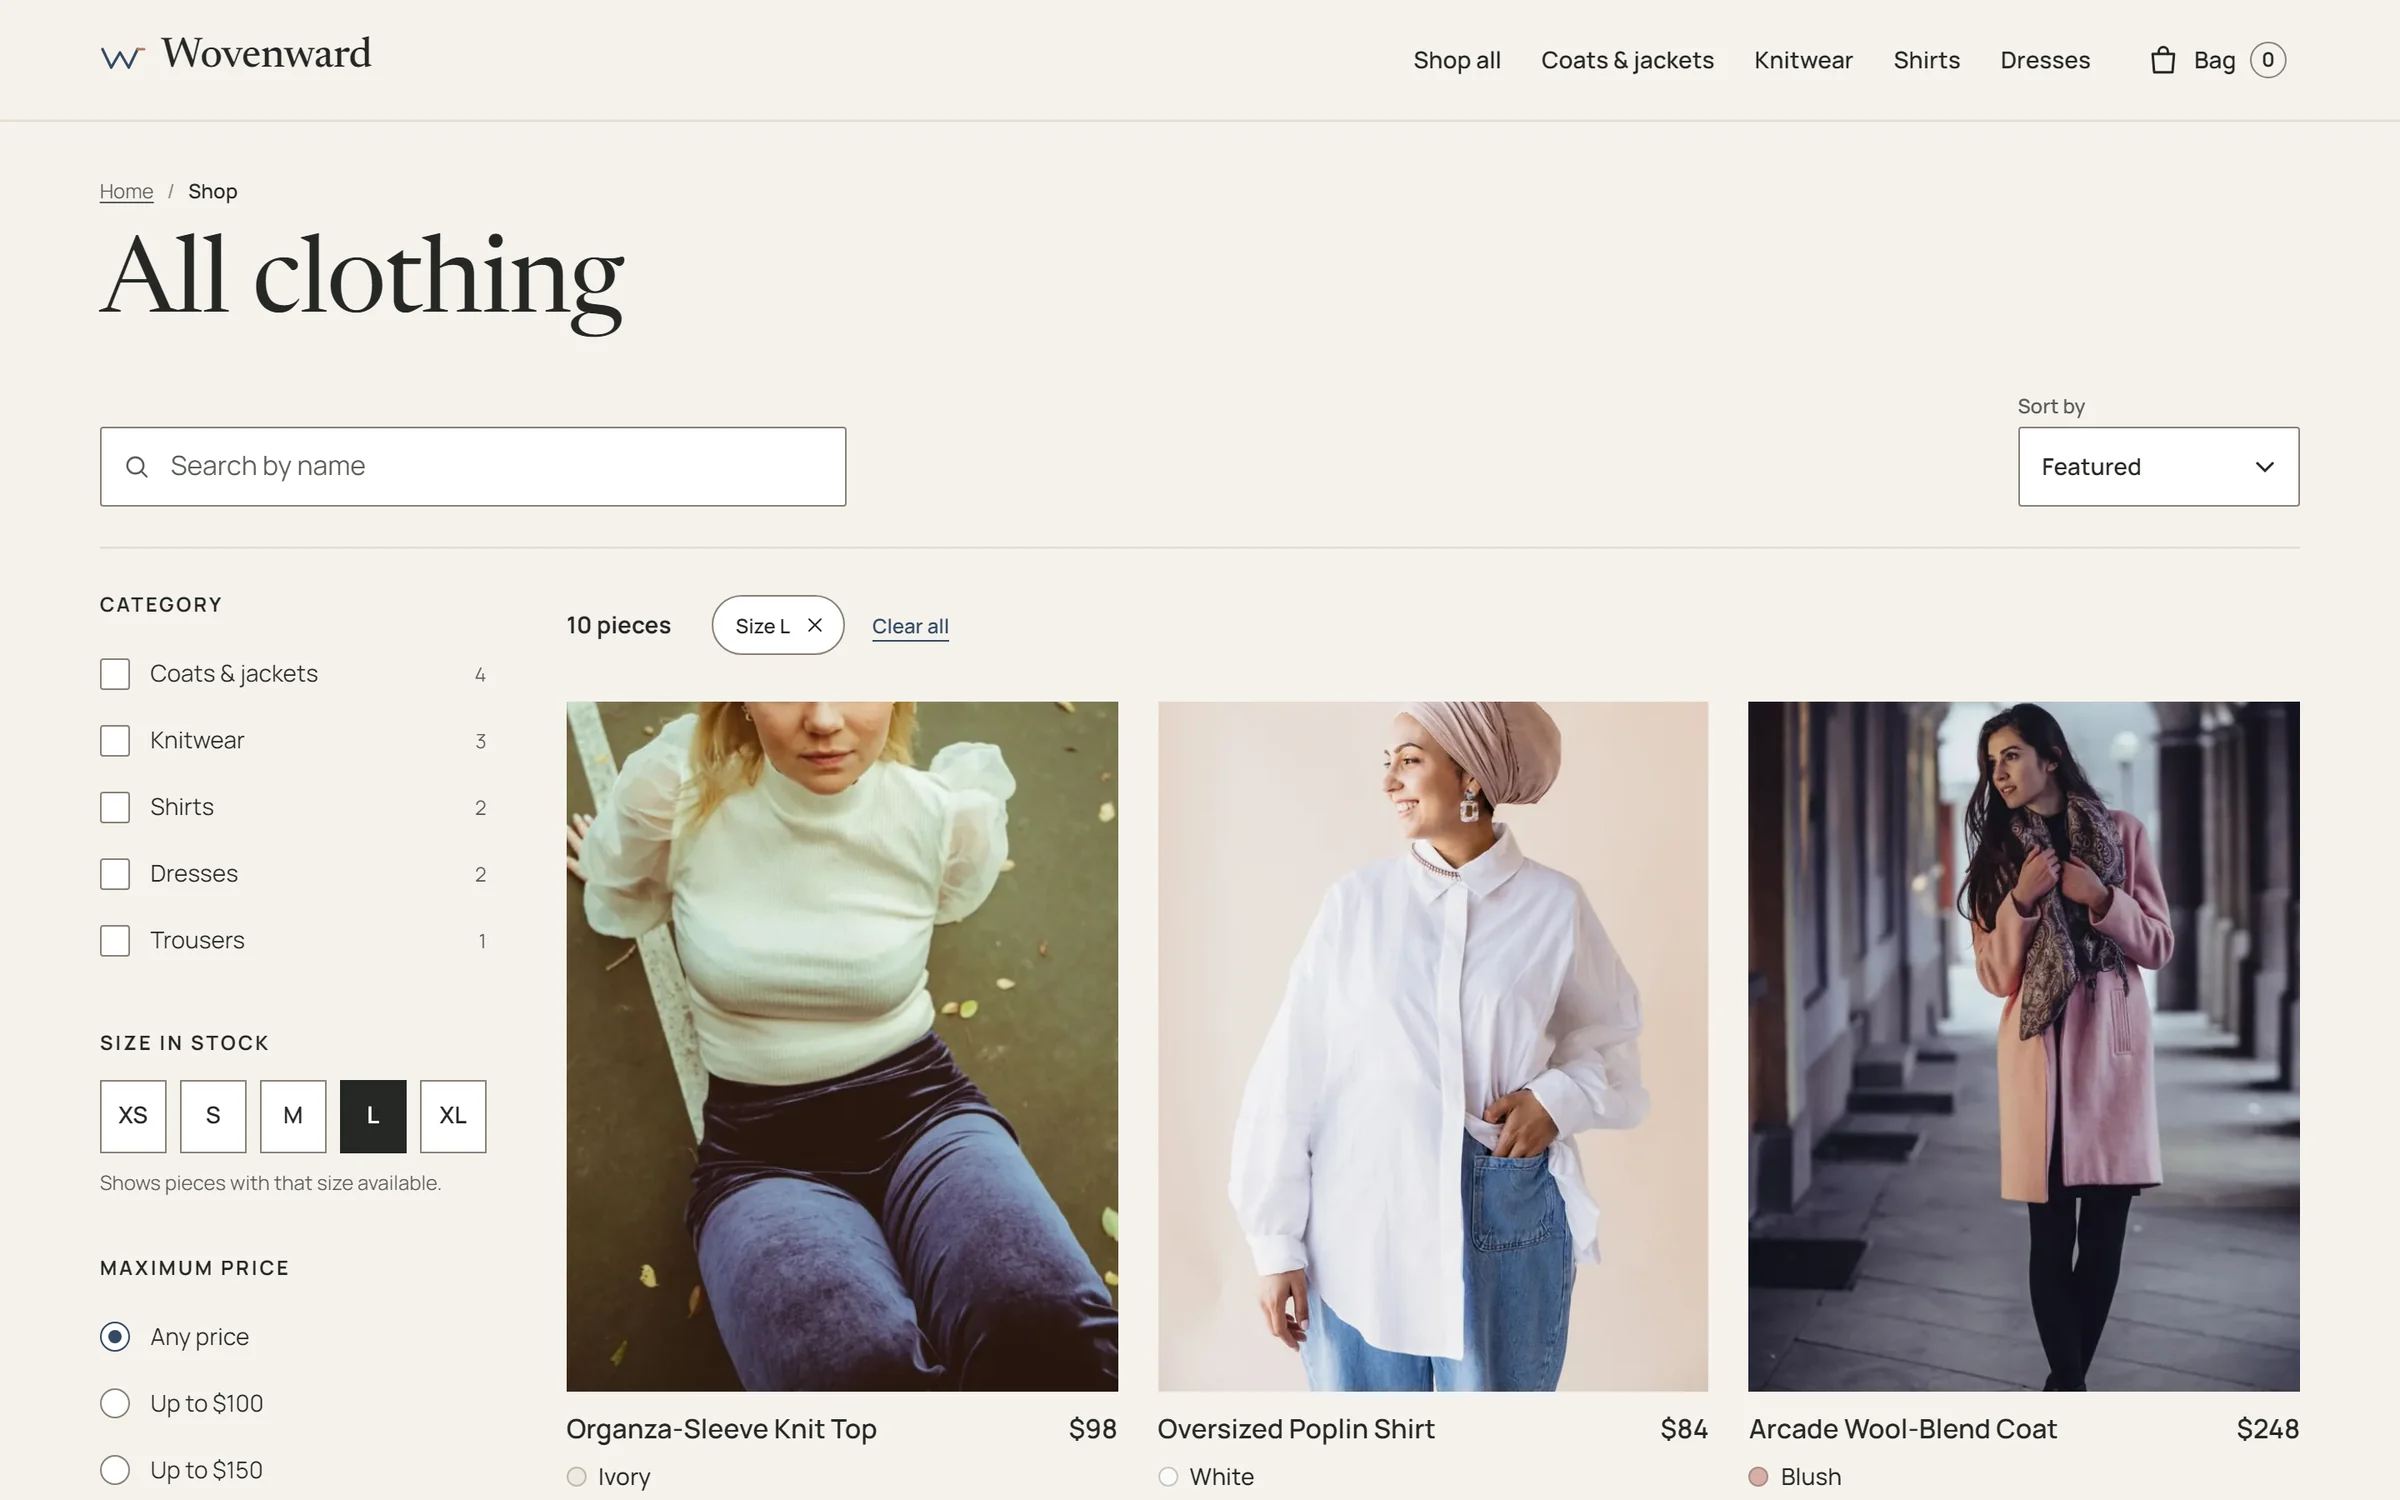 Wovenward
Shop all
Coats & jackets
Knitwear
Shirts
Dresses
Bag 0
Home / Shop
All clothing
Search by name
Sort by
Featured
CATEGORY
Coats & jackets 4
Knitwear 3
Shirts 2
Dresses 2
Trousers 1
SIZE IN STOCK
XS S M L XL
Shows pieces with that size available.
MAXIMUM PRICE
Any price
Up to $100
Up to $150
10 pieces
Size L
Clear all
Organza-Sleeve Knit Top $98
Ivory
Oversized Poplin Shirt $84
White
Arcade Wool-Blend Coat $248
Blush